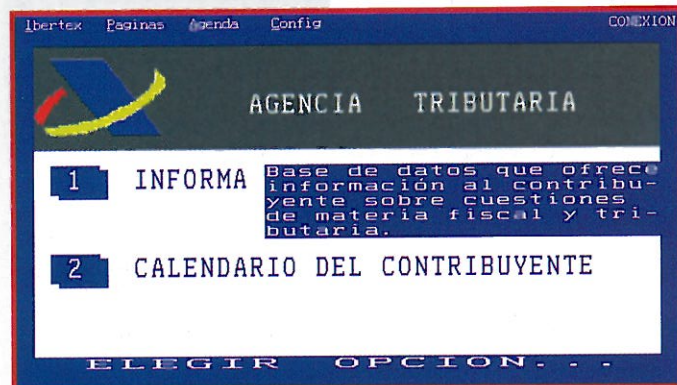 Ibertex Paginas Agenda Config CONEXION
AGENCIA TRIBUTARIA
1 INFORMA Base de datos que ofrece
información al contribu-
yente sobre cuestiones
de materia fiscal y tri-
butaria.
2 CALENDARIO DEL CONTRIBUYENTE
ELEGIR OPCION...